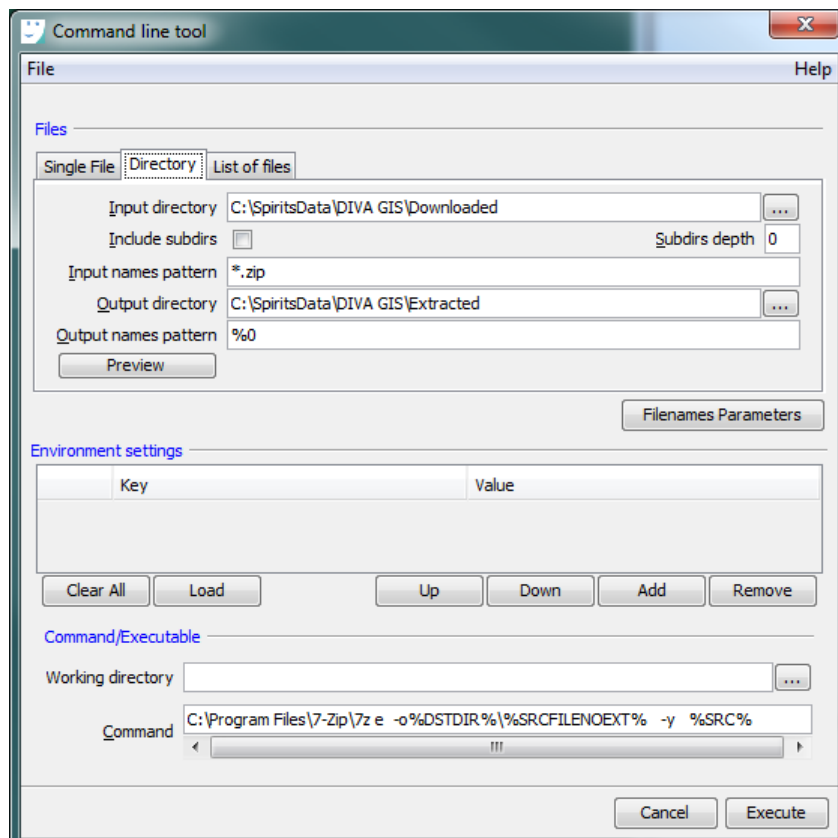 Command line tool
File Help
Files
Single File Directory List of files
Input directory C:\SpiritsData\DIVA GIS\Downloaded ...
Include subdirs Subdirs depth 0
Input names pattern *.zip
Output directory C:\SpiritsData\DIVA GIS\Extracted ...
Output names pattern %0
Preview
Filenames Parameters
Environment settings
Key Value
Clear All Load Up Down Add Remove
Command/Executable
Working directory ...
Command C:\Program Files\7-Zip\7z e -o%DSTDIR%\%SRCFILENOEXT% -y %SRC%
Cancel Execute